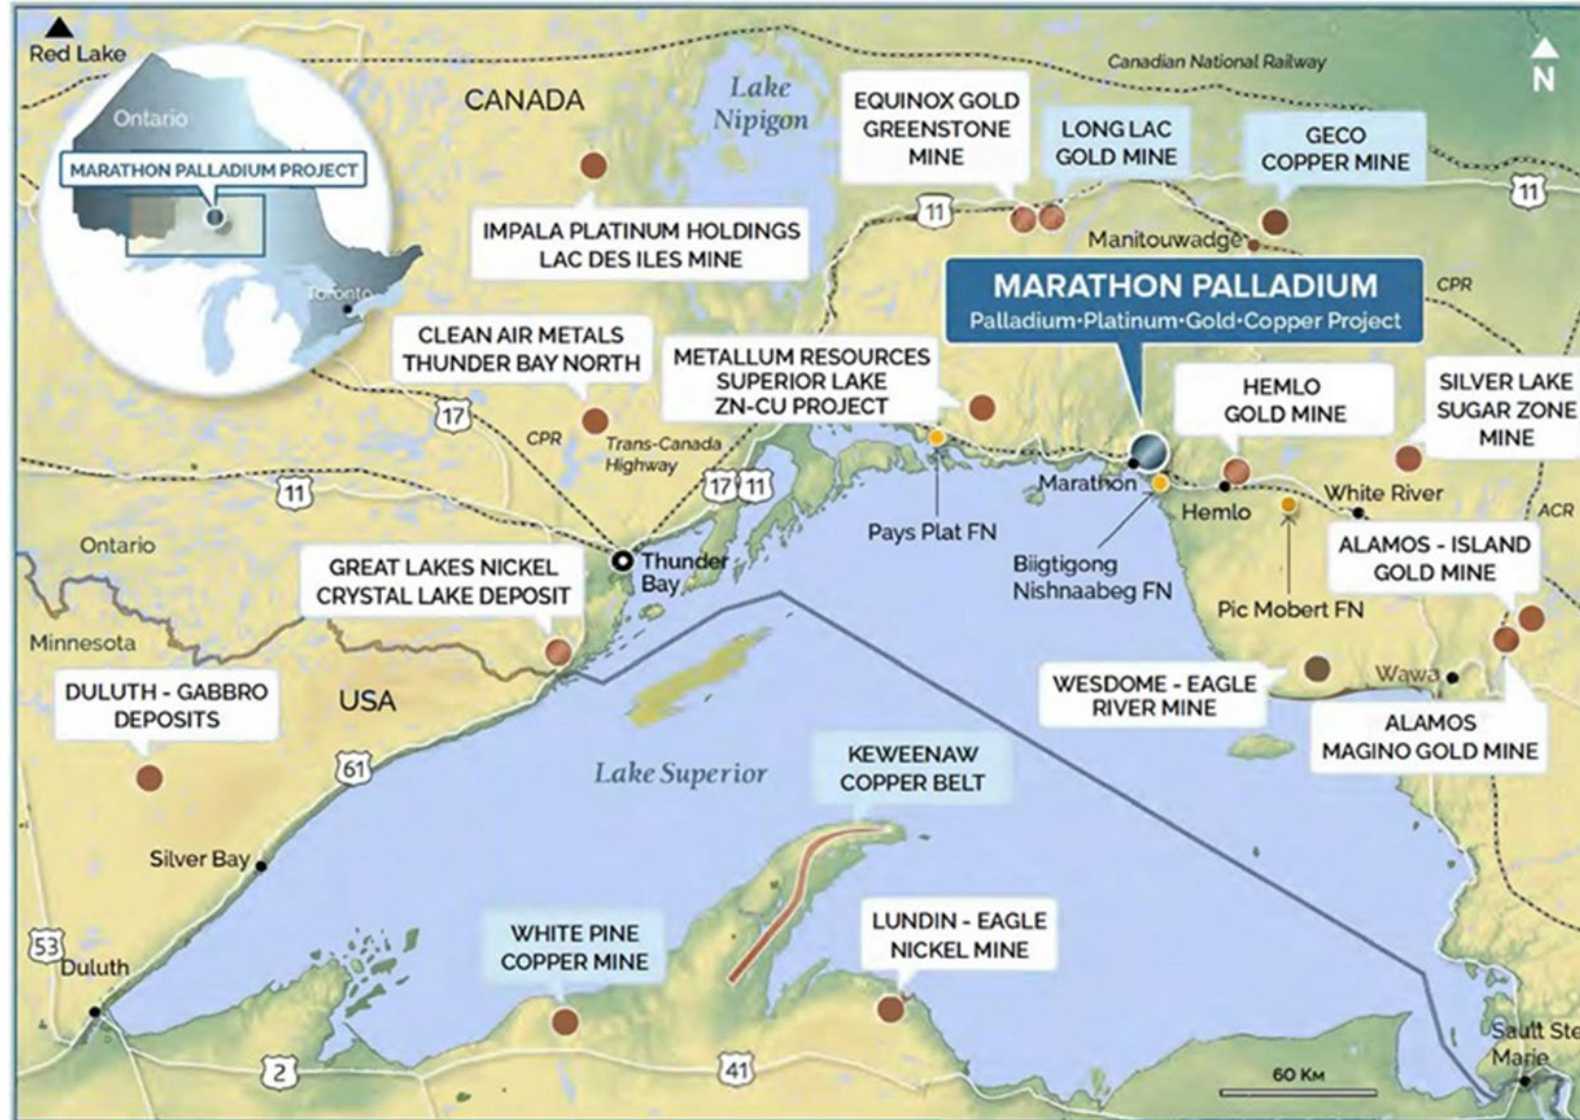 Red Lake
Ontario
MARATHON PALLADIUM PROJECT
Toronto
CANADA
Lake
Nipigon
Canadian National Railway
N
EQUINOX GOLD
GREENSTONE
MINE
LONG LAC
GOLD MINE
GECO
COPPER MINE
11
11
IMPALA PLATINUM HOLDINGS
LAC DES ILES MINE
Manitouwadge
MARATHON PALLADIUM
Palladium•Platinum•Gold•Copper Project
CPR
CLEAN AIR METALS
THUNDER BAY NORTH
METALLUM RESOURCES
SUPERIOR LAKE
ZN-CU PROJECT
HEMLO
GOLD MINE
SILVER LAKE
SUGAR ZONE
MINE
17
CPR
Trans-Canada
Highway
17
11
11
Marathon
Hemlo
White River
ACR
Pays Plat FN
Biigtigong
Nishnaabeg FN
Pic Mobert FN
ALAMOS - ISLAND
GOLD MINE
Ontario
Thunder
Bay
GREAT LAKES NICKEL
CRYSTAL LAKE DEPOSIT
Minnesota
USA
DULUTH - GABBRO
DEPOSITS
WESDOME - EAGLE
RIVER MINE
Wawa
ALAMOS
MAGINO GOLD MINE
61
Lake Superior
KEWEENAW
COPPER BELT
Silver Bay
WHITE PINE
COPPER MINE
LUNDIN - EAGLE
NICKEL MINE
53
Duluth
2
41
60 KM
Sault Ste
Marie